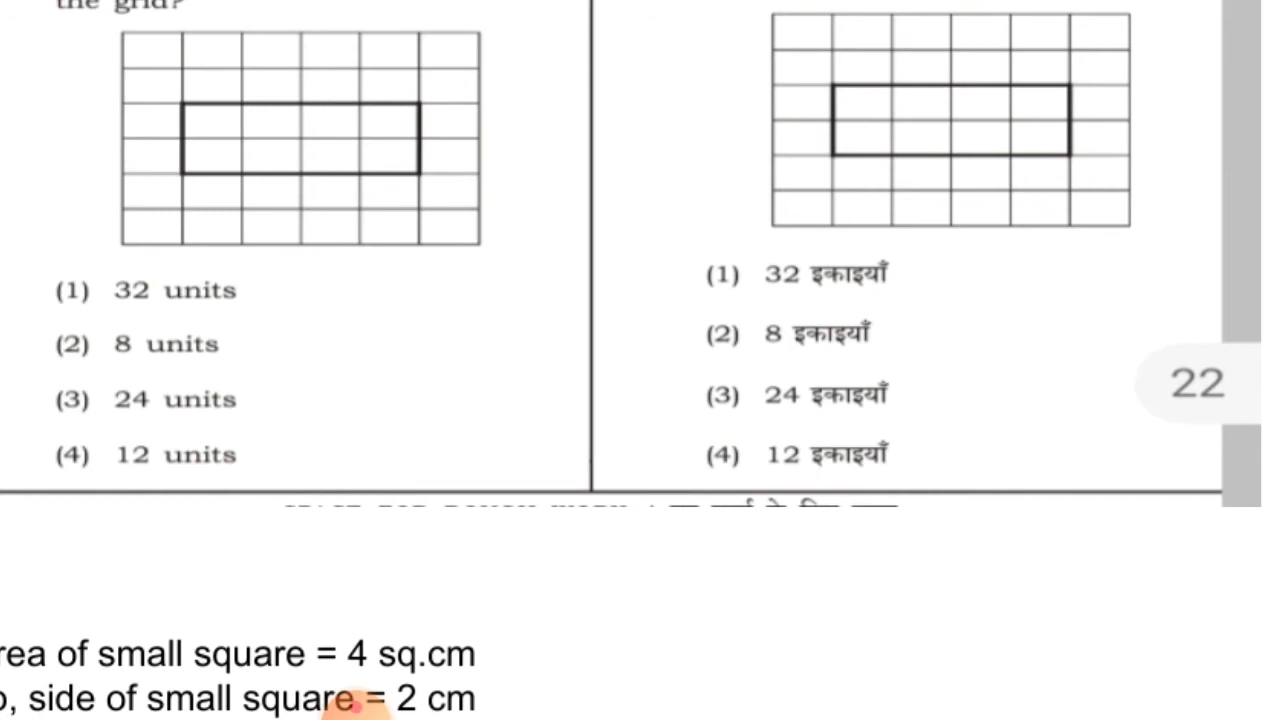 the grid?
(1) 32 units
(2) 8 units
(3) 24 units
(4) 12 units
(1) 32 इकाइयाँ
(2) 8 इकाइयाँ
(3) 24 इकाइयाँ
(4) 12 इकाइयाँ
22
rea of small square = 4 sq.cm
, side of small square = 2 cm